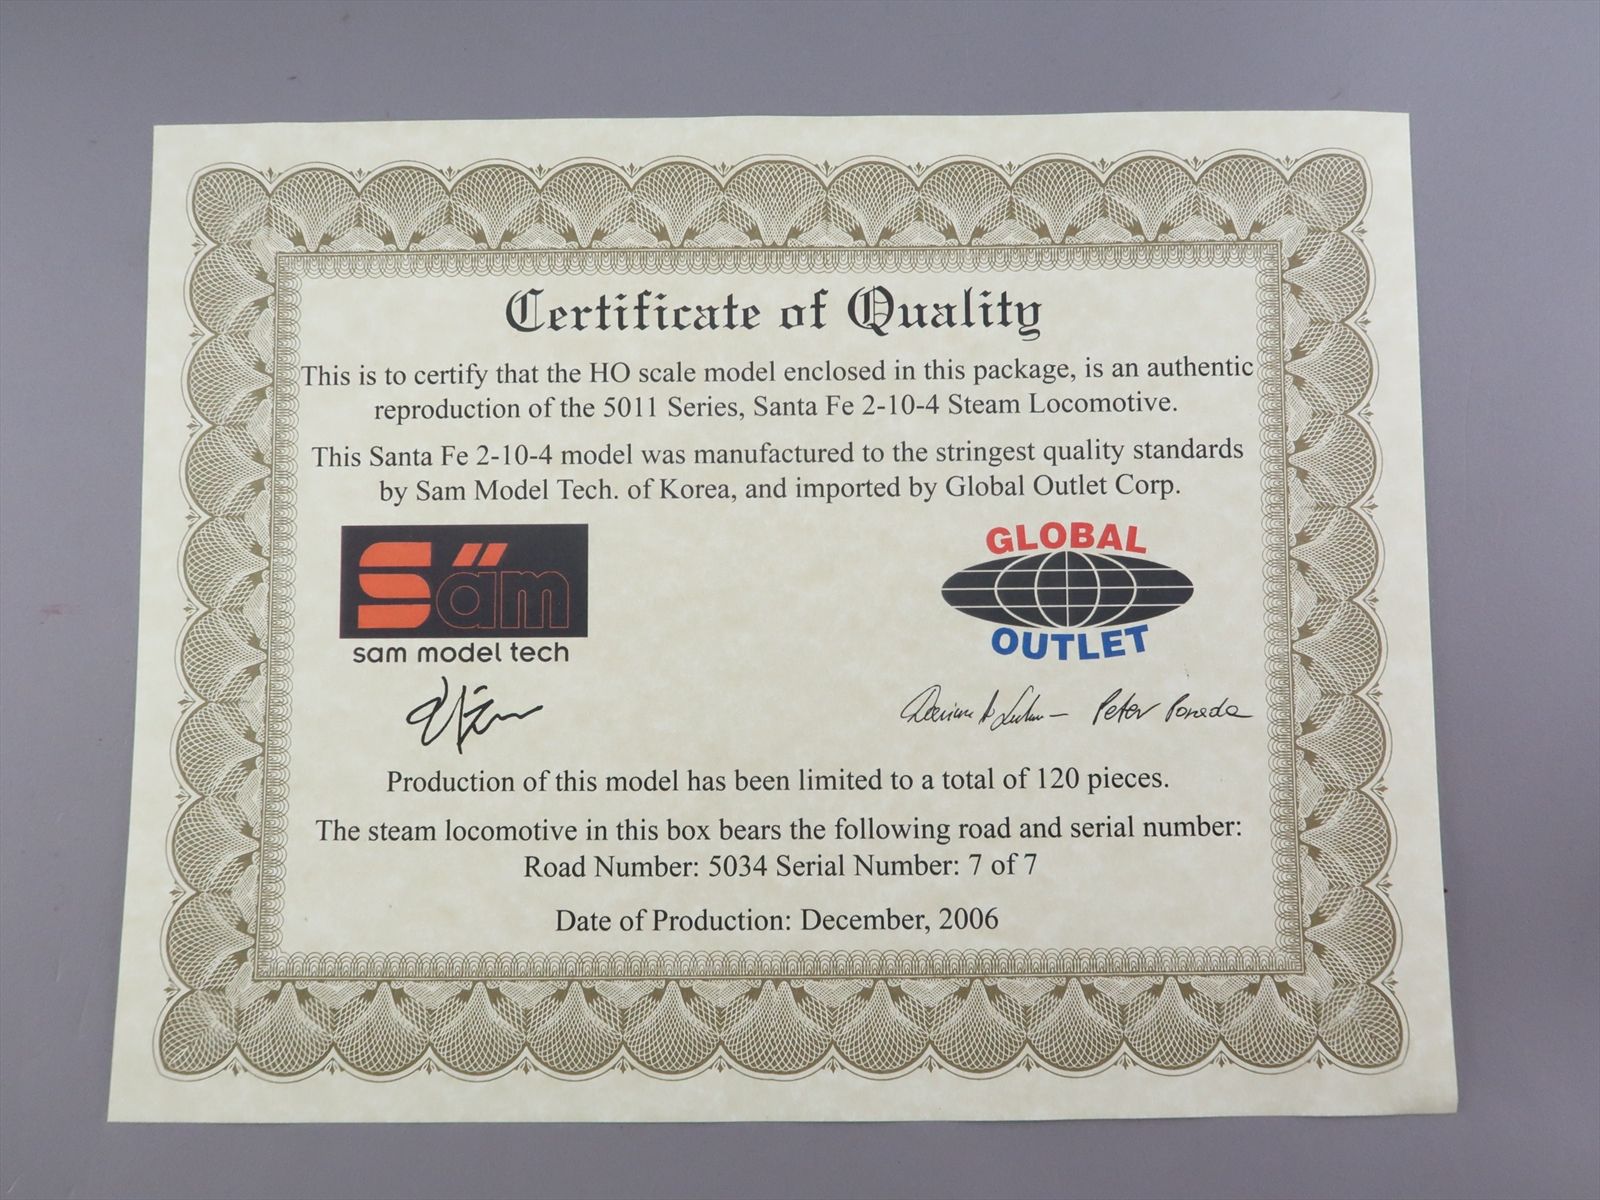 Certificate of Quality
This is to certify that the HO scale model enclosed in this package, is an authentic
reproduction of the 5011 Series, Santa Fe 2-10-4 Steam Locomotive.
This Santa Fe 2-10-4 model was manufactured to the stringest quality standards
by Sam Model Tech. of Korea, and imported by Global Outlet Corp.
Säm
sam model tech
GLOBAL
OUTLET
Peter
Production of this model has been limited to a total of 120 pieces.
The steam locomotive in this box bears the following road and serial number:
Road Number: 5034 Serial Number: 7 of 7
Date of Production: December, 2006